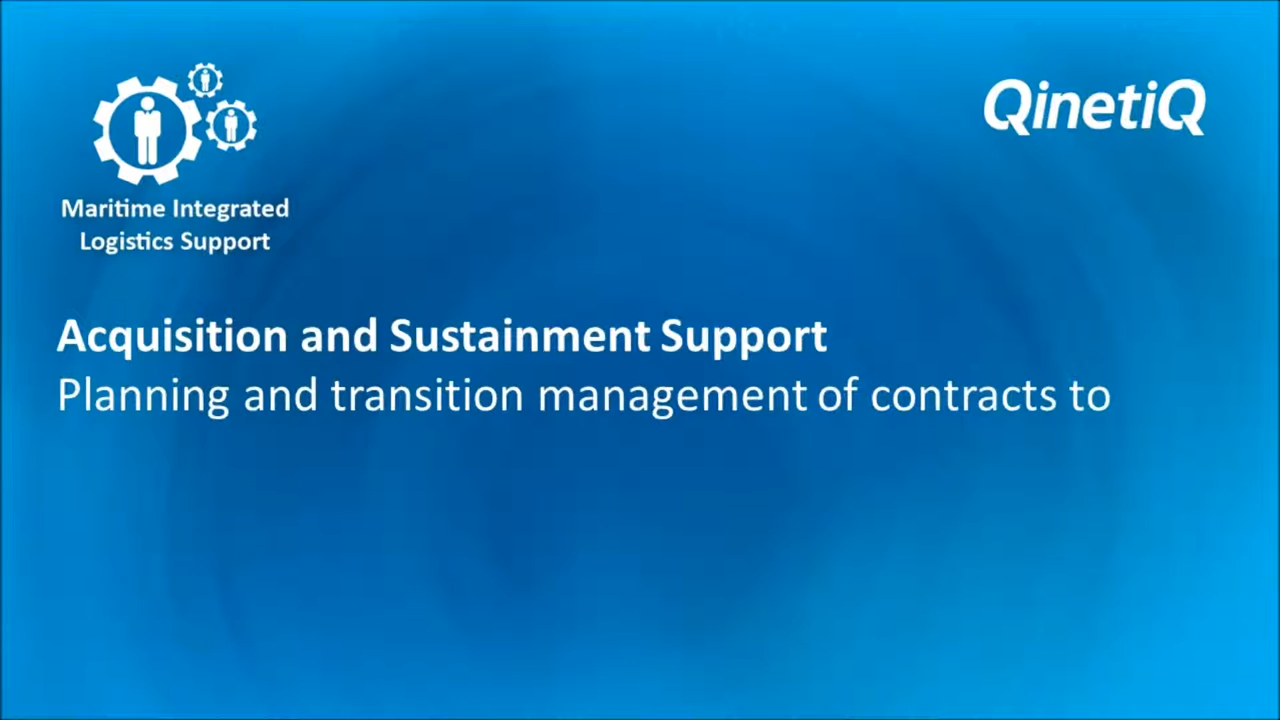 QinetiQ
Maritime Integrated
Logistics Support
Acquisition and Sustainment Support
Planning and transition management of contracts to